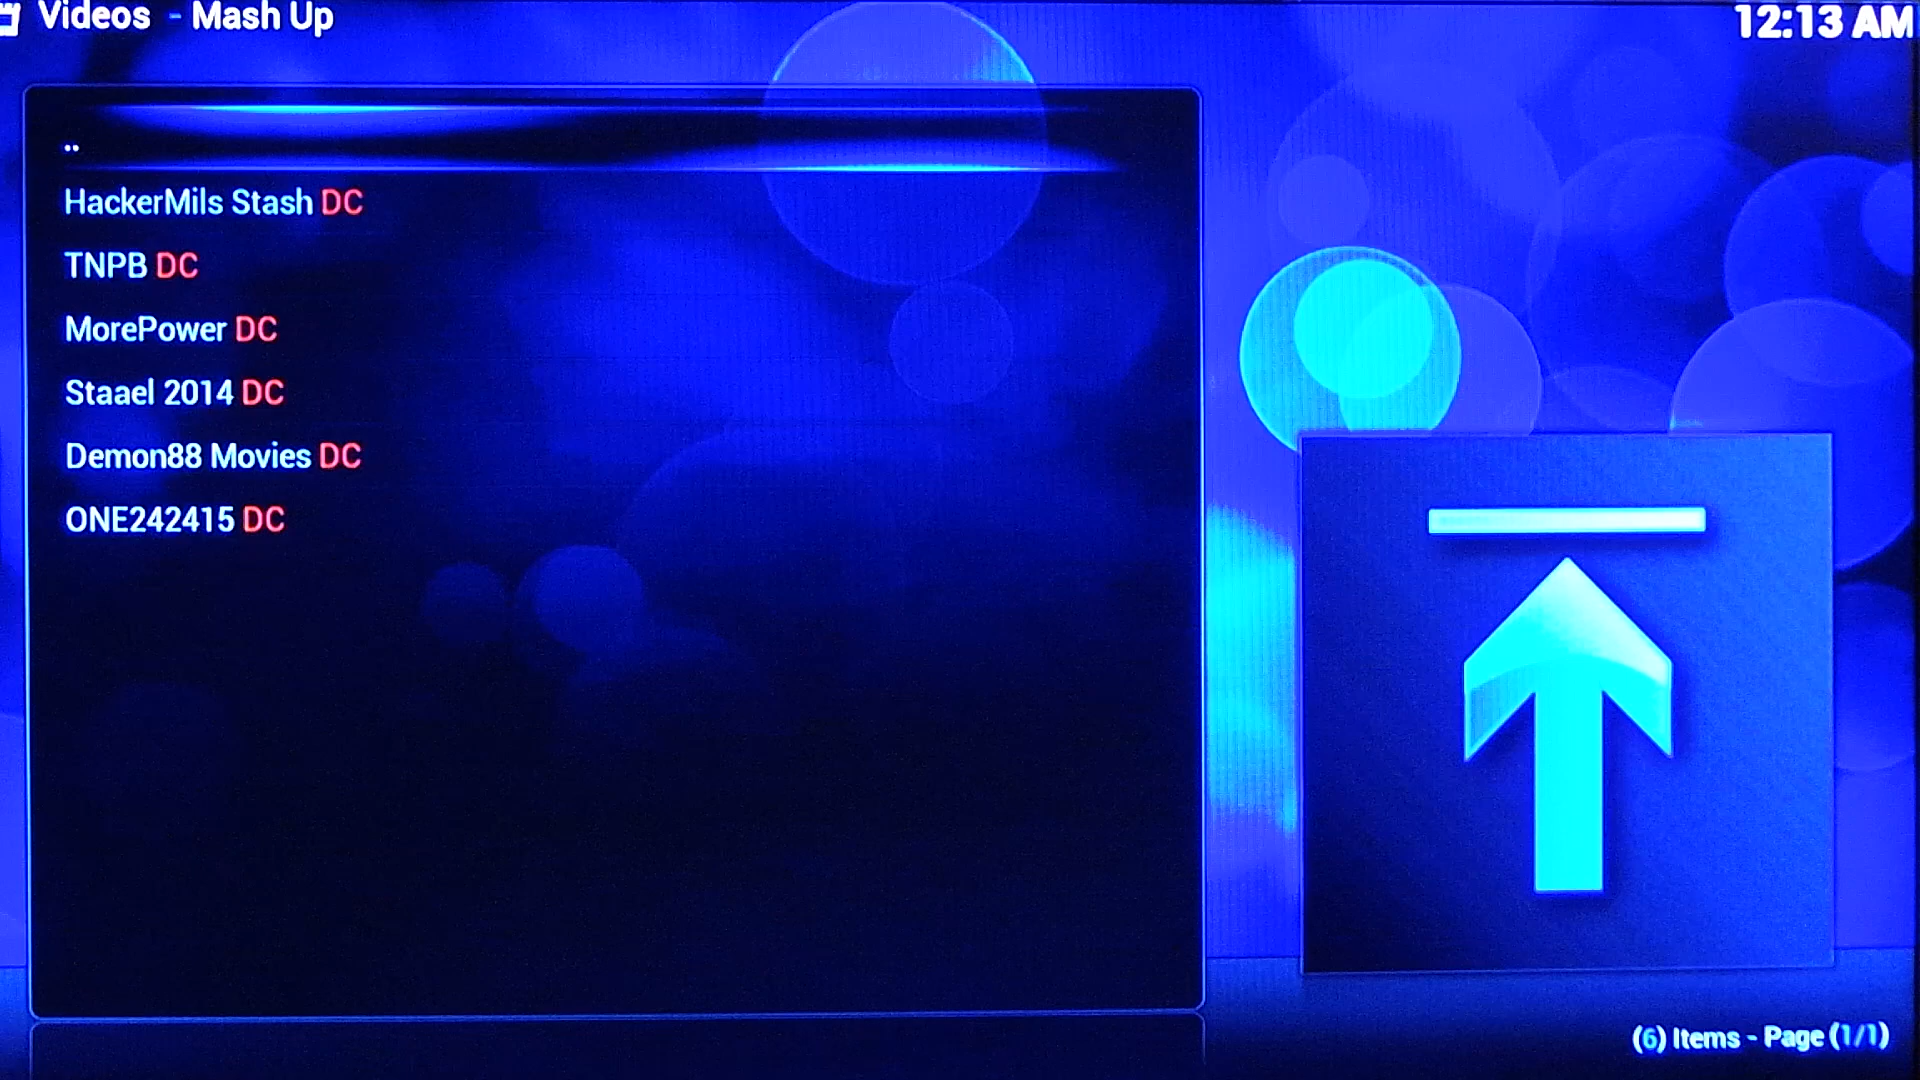 Videos - Mash Up
12:13 AM
..
HackerMils Stash DC
TNPB DC
MorePower DC
Staael 2014 DC
Demon88 Movies DC
ONE242415 DC
(6) Items - Page (1/1)